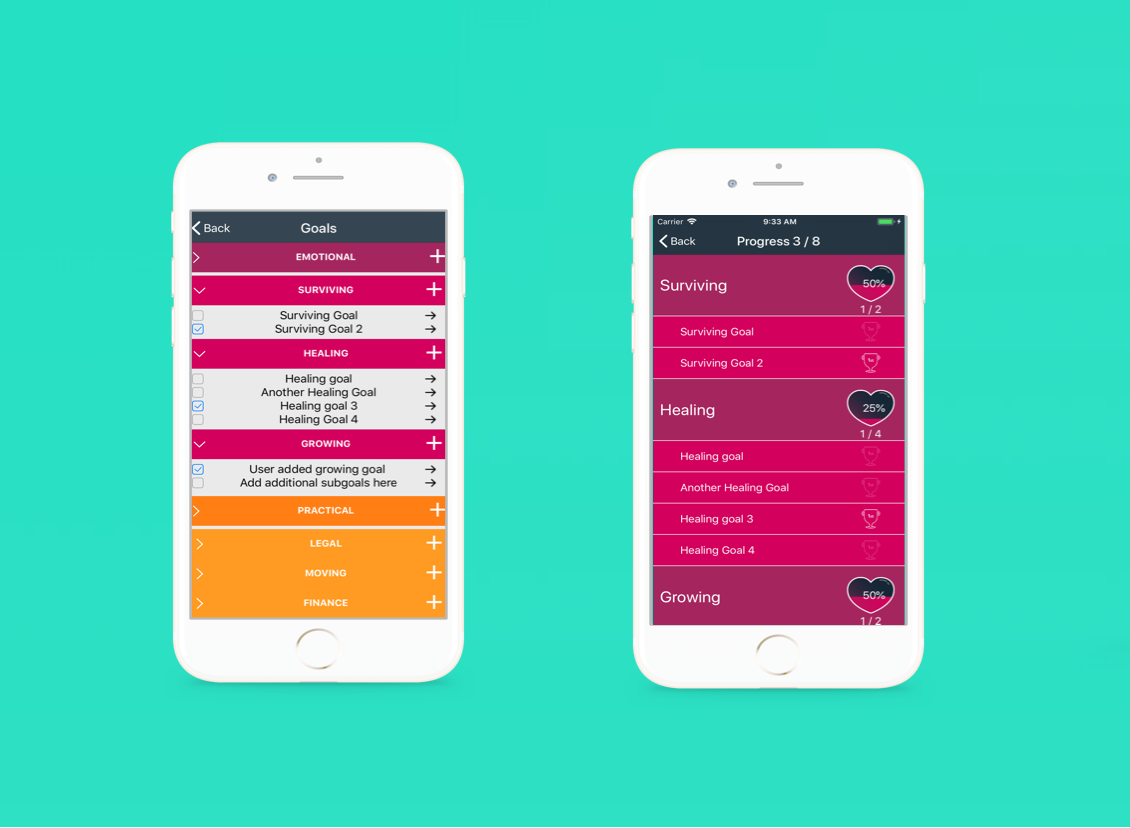 Back
Goals
EMOTIONAL
SURVIVING
Surviving Goal
Surviving Goal 2
HEALING
Healing goal
Another Healing Goal
Healing goal 3
Healing Goal 4
GROWING
User added growing goal
Add additional subgoals here
PRACTICAL
LEGAL
MOVING
FINANCE
Carrier 9:33 AM
Back
Progress 3 / 8
Surviving
50%
1 / 2
Surviving Goal
Surviving Goal 2
Healing
25%
1 / 4
Healing goal
Another Healing Goal
Healing goal 3
Healing Goal 4
Growing
50%
1 / 2